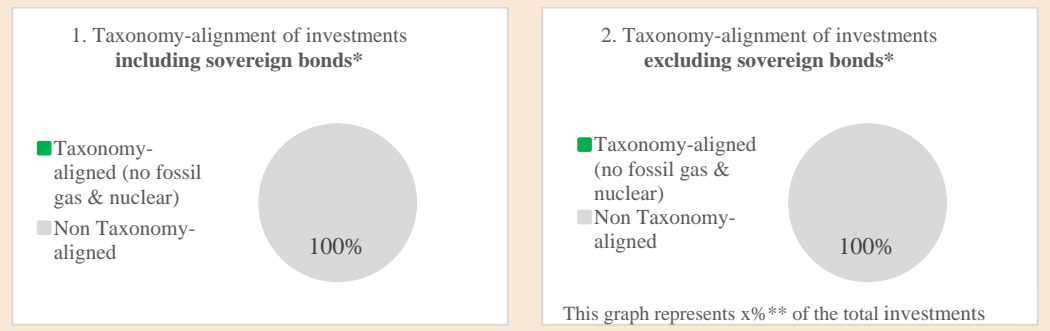 1. Taxonomy-alignment of investments
including sovereign bonds*
Taxonomy-
aligned (no fossil
gas & nuclear)
Non Taxonomy-
aligned
100%
2. Taxonomy-alignment of investments
excluding sovereign bonds*
Taxonomy-aligned
(no fossil gas &
nuclear)
Non Taxonomy-
aligned
100%
This graph represents x%** of the total investments